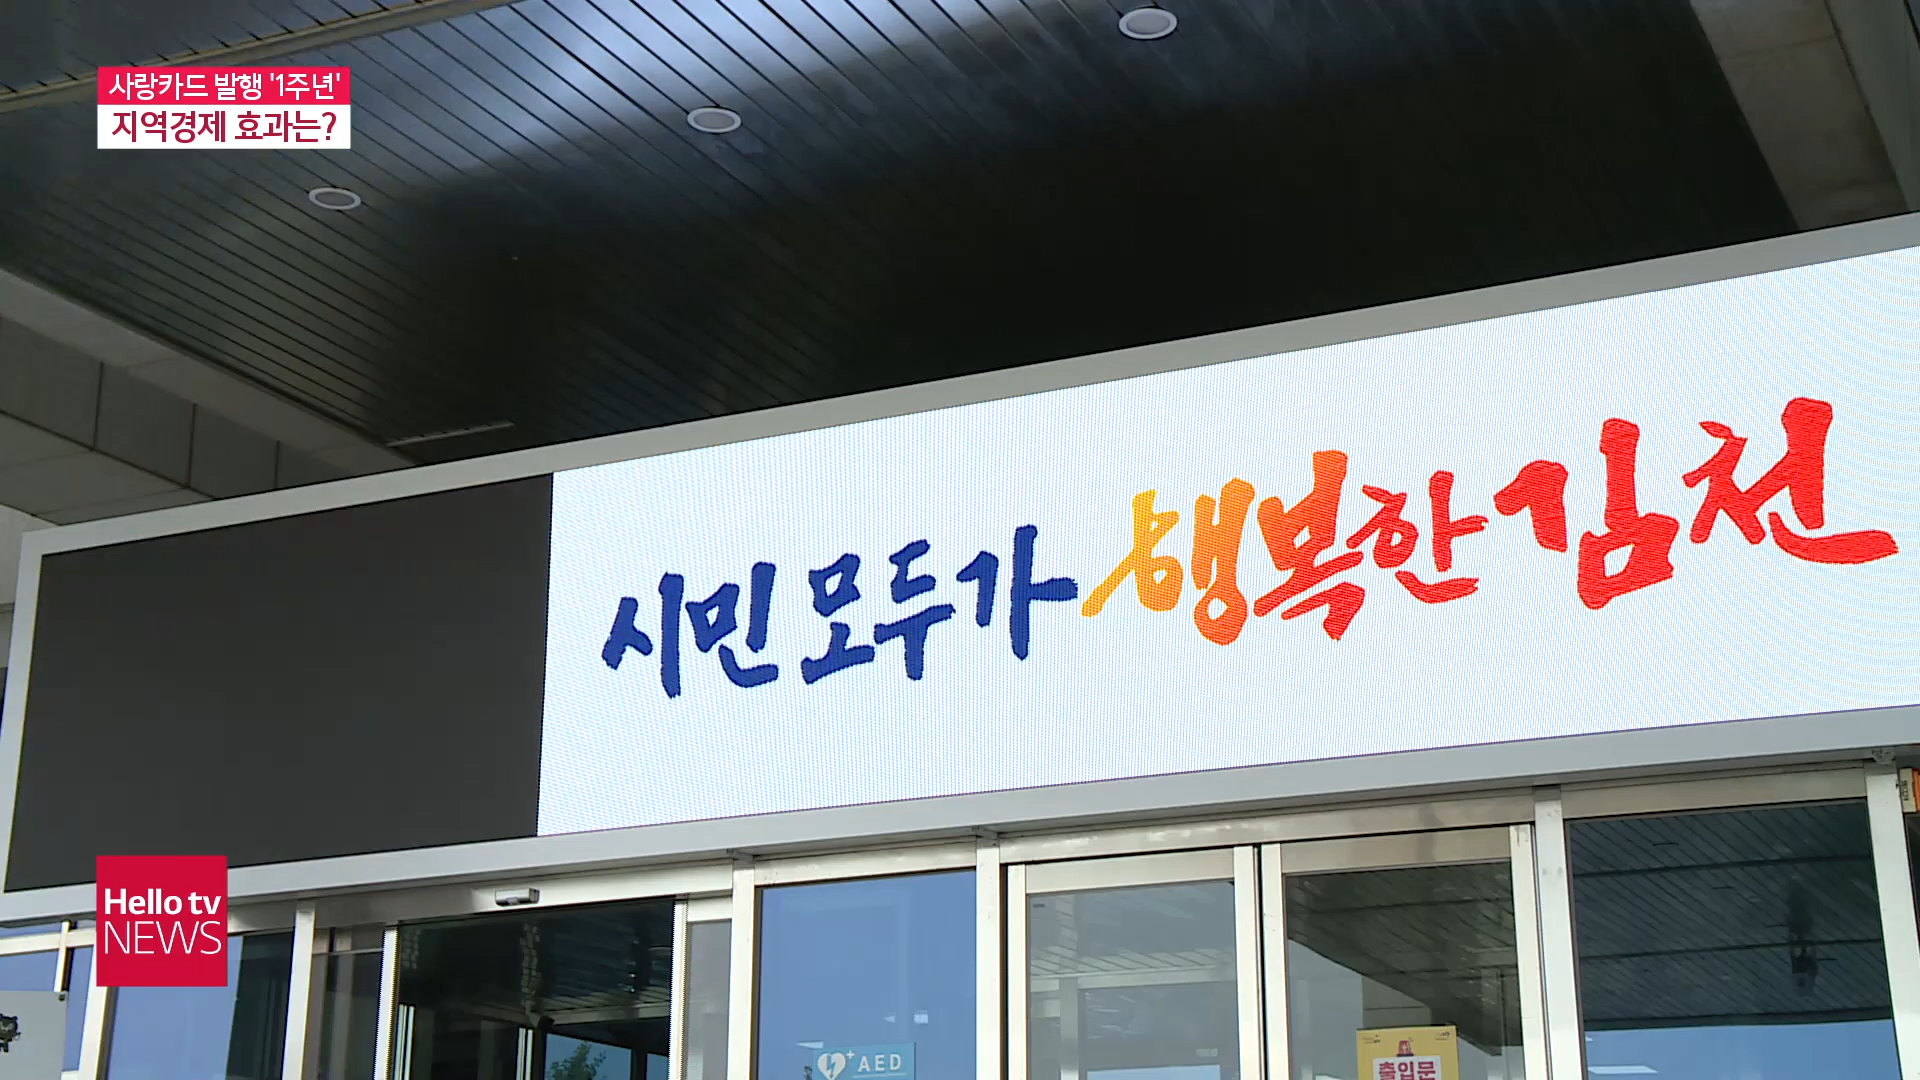 사랑카드 발행 '1주년'
지역경제 효과는?
시민 모두가 행복한 김천
Hello tv
NEWS
AED
출입문